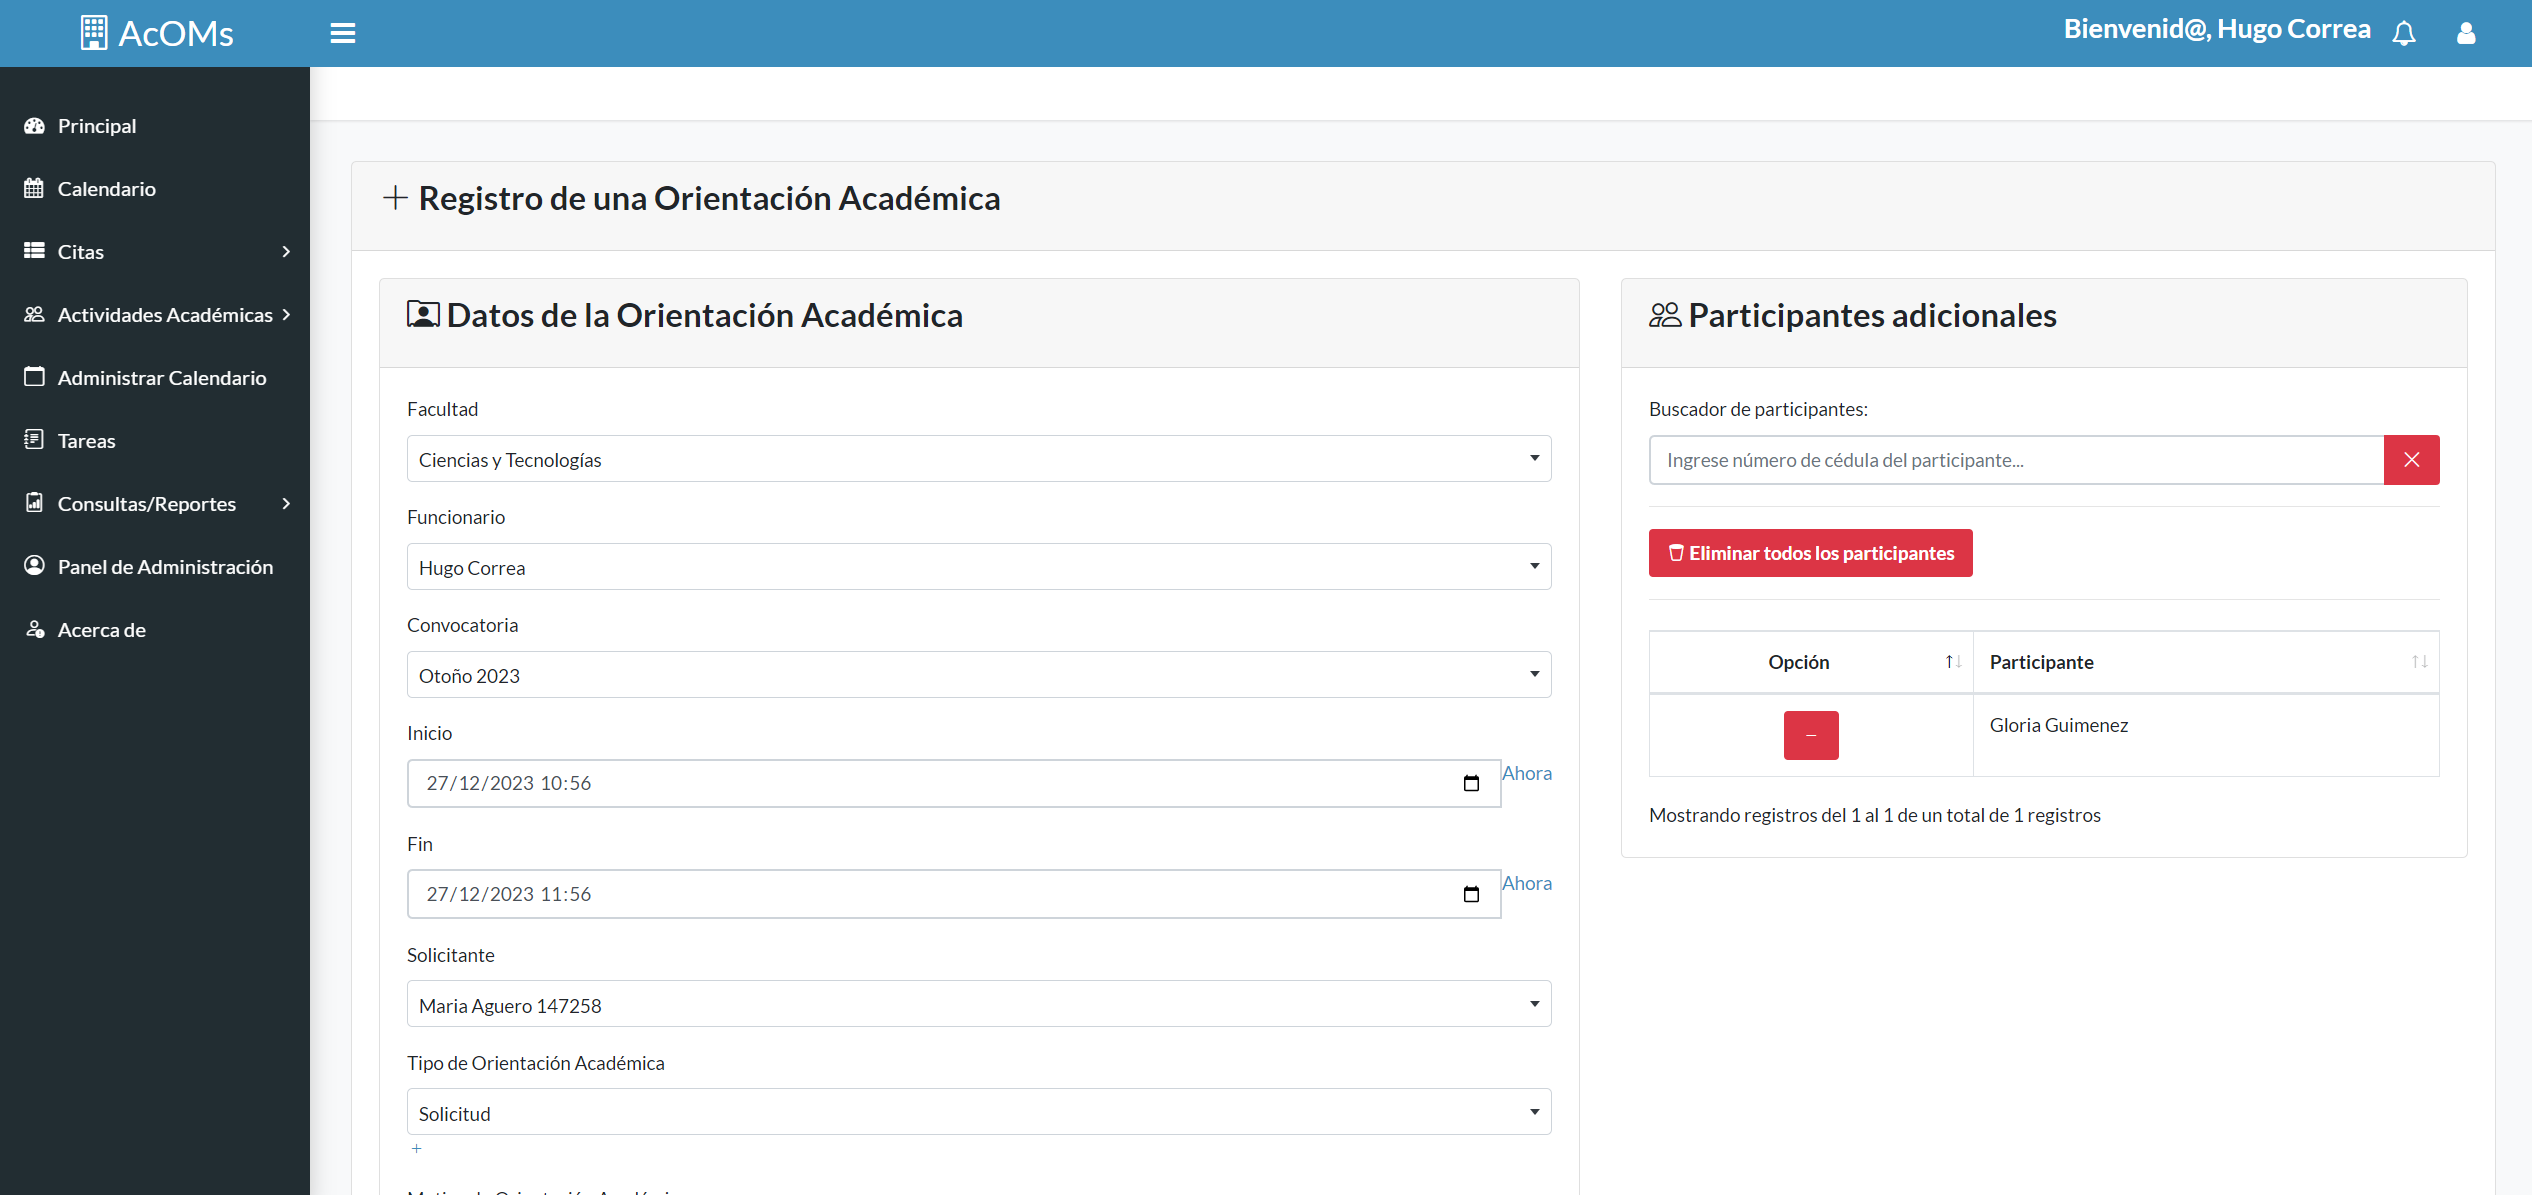 AcOMs
Bienvenid@, Hugo Correa
Principal
Calendario
Citas
Actividades Académicas
Administrar Calendario
Tareas
Consultas/Reportes
Panel de Administración
Acerca de
Registro de una Orientación Académica
Datos de la Orientación Académica
Facultad
Ciencias y Tecnologías
Funcionario
Hugo Correa
Convocatoria
Otoño 2023
Inicio
27/12/2023 10:56
Ahora
Fin
27/12/2023 11:56
Ahora
Solicitante
Maria Aguero 147258
Tipo de Orientación Académica
Solicitud
+
Participantes adicionales
Buscador de participantes:
Ingrese número de cédula del participante...
Eliminar todos los participantes
Opción Participante
Gloria Guimenez
Mostrando registros del 1 al 1 de un total de 1 registros